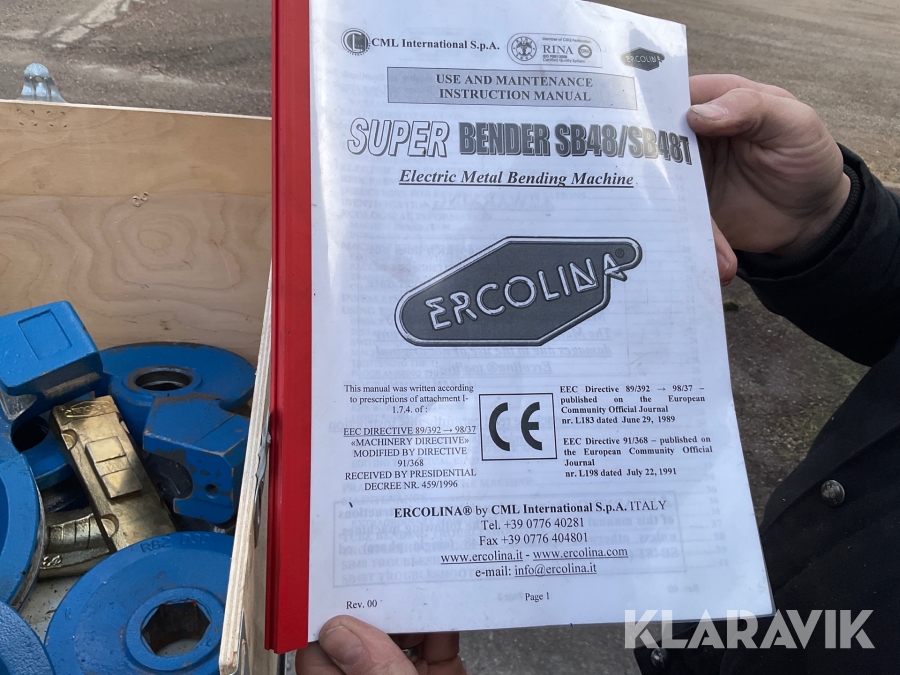 CML International S.p.A.
RINA
ERCOLINA
USE AND MAINTENANCE
INSTRUCTION MANUAL
SUPER BENDER SB48/SB48T
Electric Metal Bending Machine
ERCOLINA®
This manual was written according
to prescriptions of attachment I-
1.7.4. of :
EEC DIRECTIVE 89/392 → 98/37
«MACHINERY DIRECTIVE»
MODIFIED BY DIRECTIVE
91/368
RECEIVED BY PRESIDENTIAL
DECREE NR. 459/1996
CE
EEC Directive 89/392 → 98/37 –
published on the European
Community Official Journal
nr. L183 dated June 29, 1989
EEC Directive 91/368 – published on
the European Community Official
Journal
nr. L198 dated July 22, 1991
ERCOLINA® by CML International S.p.A. ITALY
Tel. +39 0776 40281
Fax +39 0776 404801
www.ercolina.it - www.ercolina.com
e-mail: info@ercolina.it
Rev. 00
Page 1
KLARAVIK